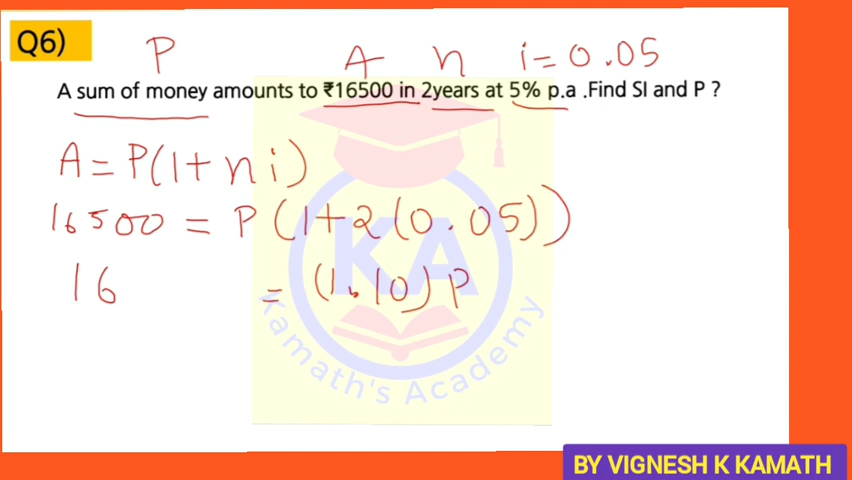 Q6)
P A n i=0.05
A sum of money amounts to ₹16500 in 2years at 5% p.a .Find SI and P ?
A=P(1+ni)
16500 = P(1+2(0.05))
16 = (1.10)P
KA
Kamath's Academy
BY VIGNESH K KAMATH